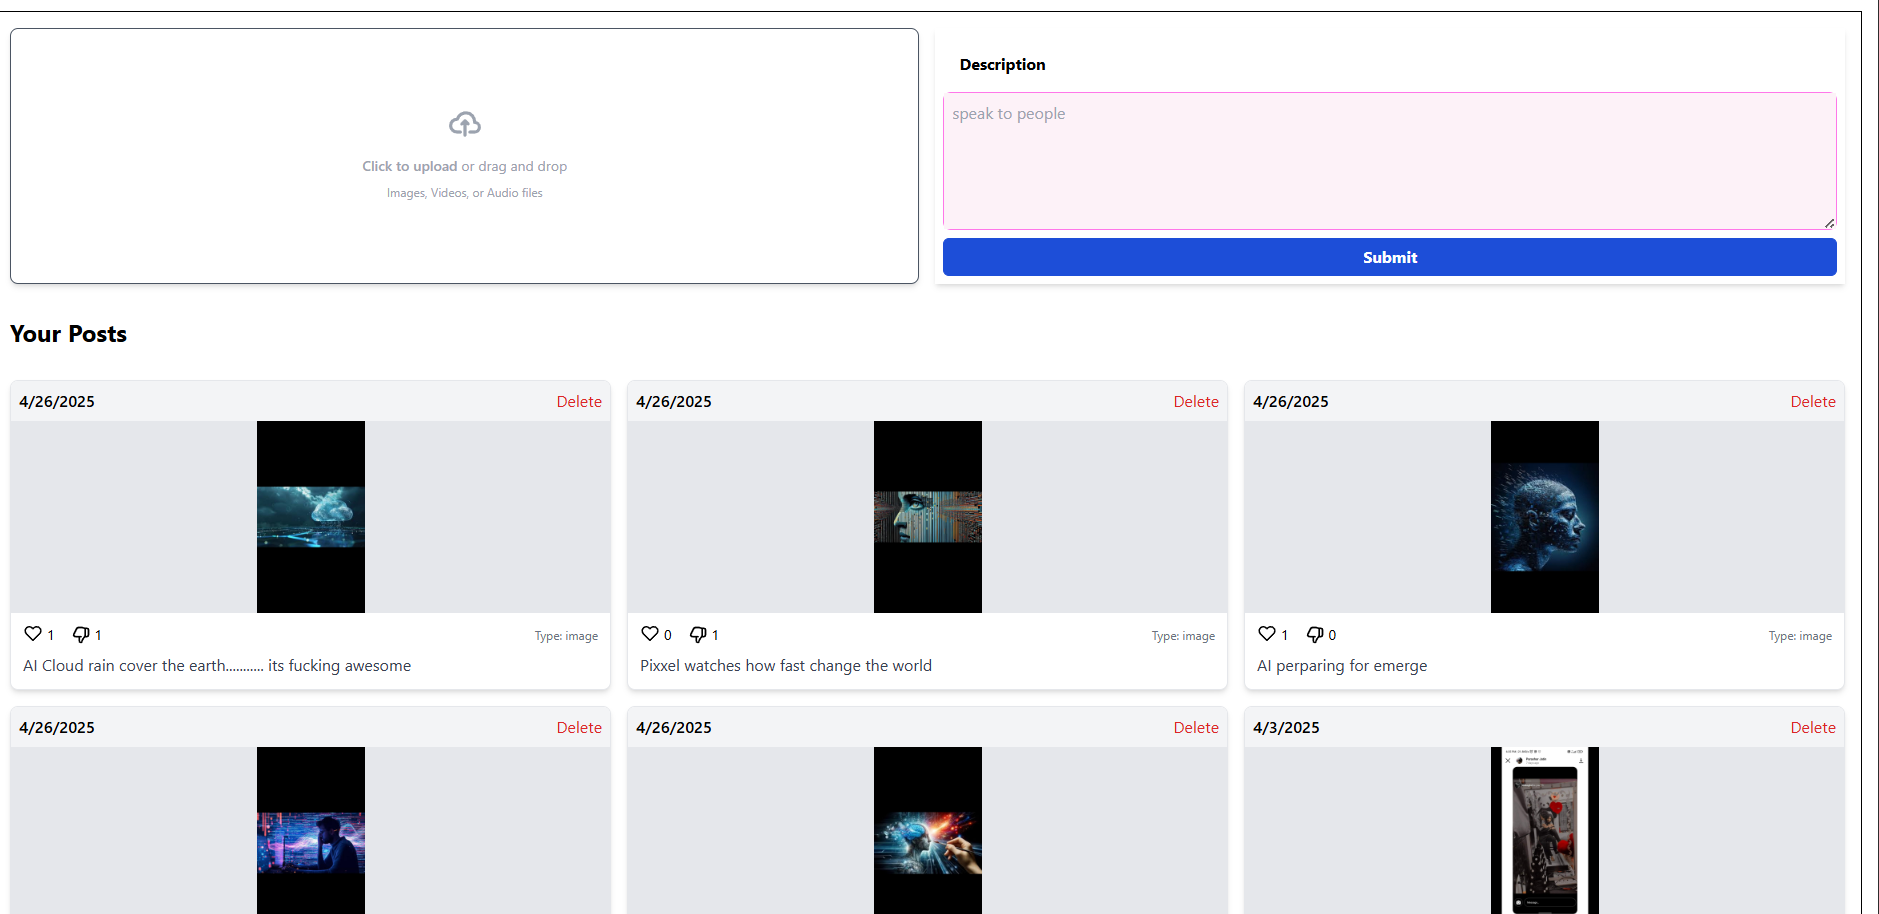 Click to upload or drag and drop
Images, Videos, or Audio files
Description
speak to people
Submit
Your Posts
4/26/2025 Delete
4/26/2025 Delete
4/26/2025 Delete
1 1 Type: image
AI Cloud rain cover the earth........... its fucking awesome
0 1 Type: image
Pixxel watches how fast change the world
1 0 Type: image
AI perparing for emerge
4/26/2025 Delete
4/26/2025 Delete
4/3/2025 Delete